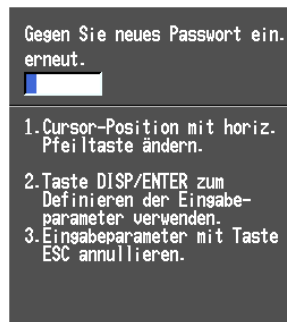 Gegen Sie neues Passwort ein.
erneut.
1.Cursor-Position mit horiz.
Pfeiltaste ändern.
2.Taste DISP/ENTER zum
Definieren der Eingabe-
parameter verwenden.
3.Eingabeparameter mit Taste
ESC annullieren.